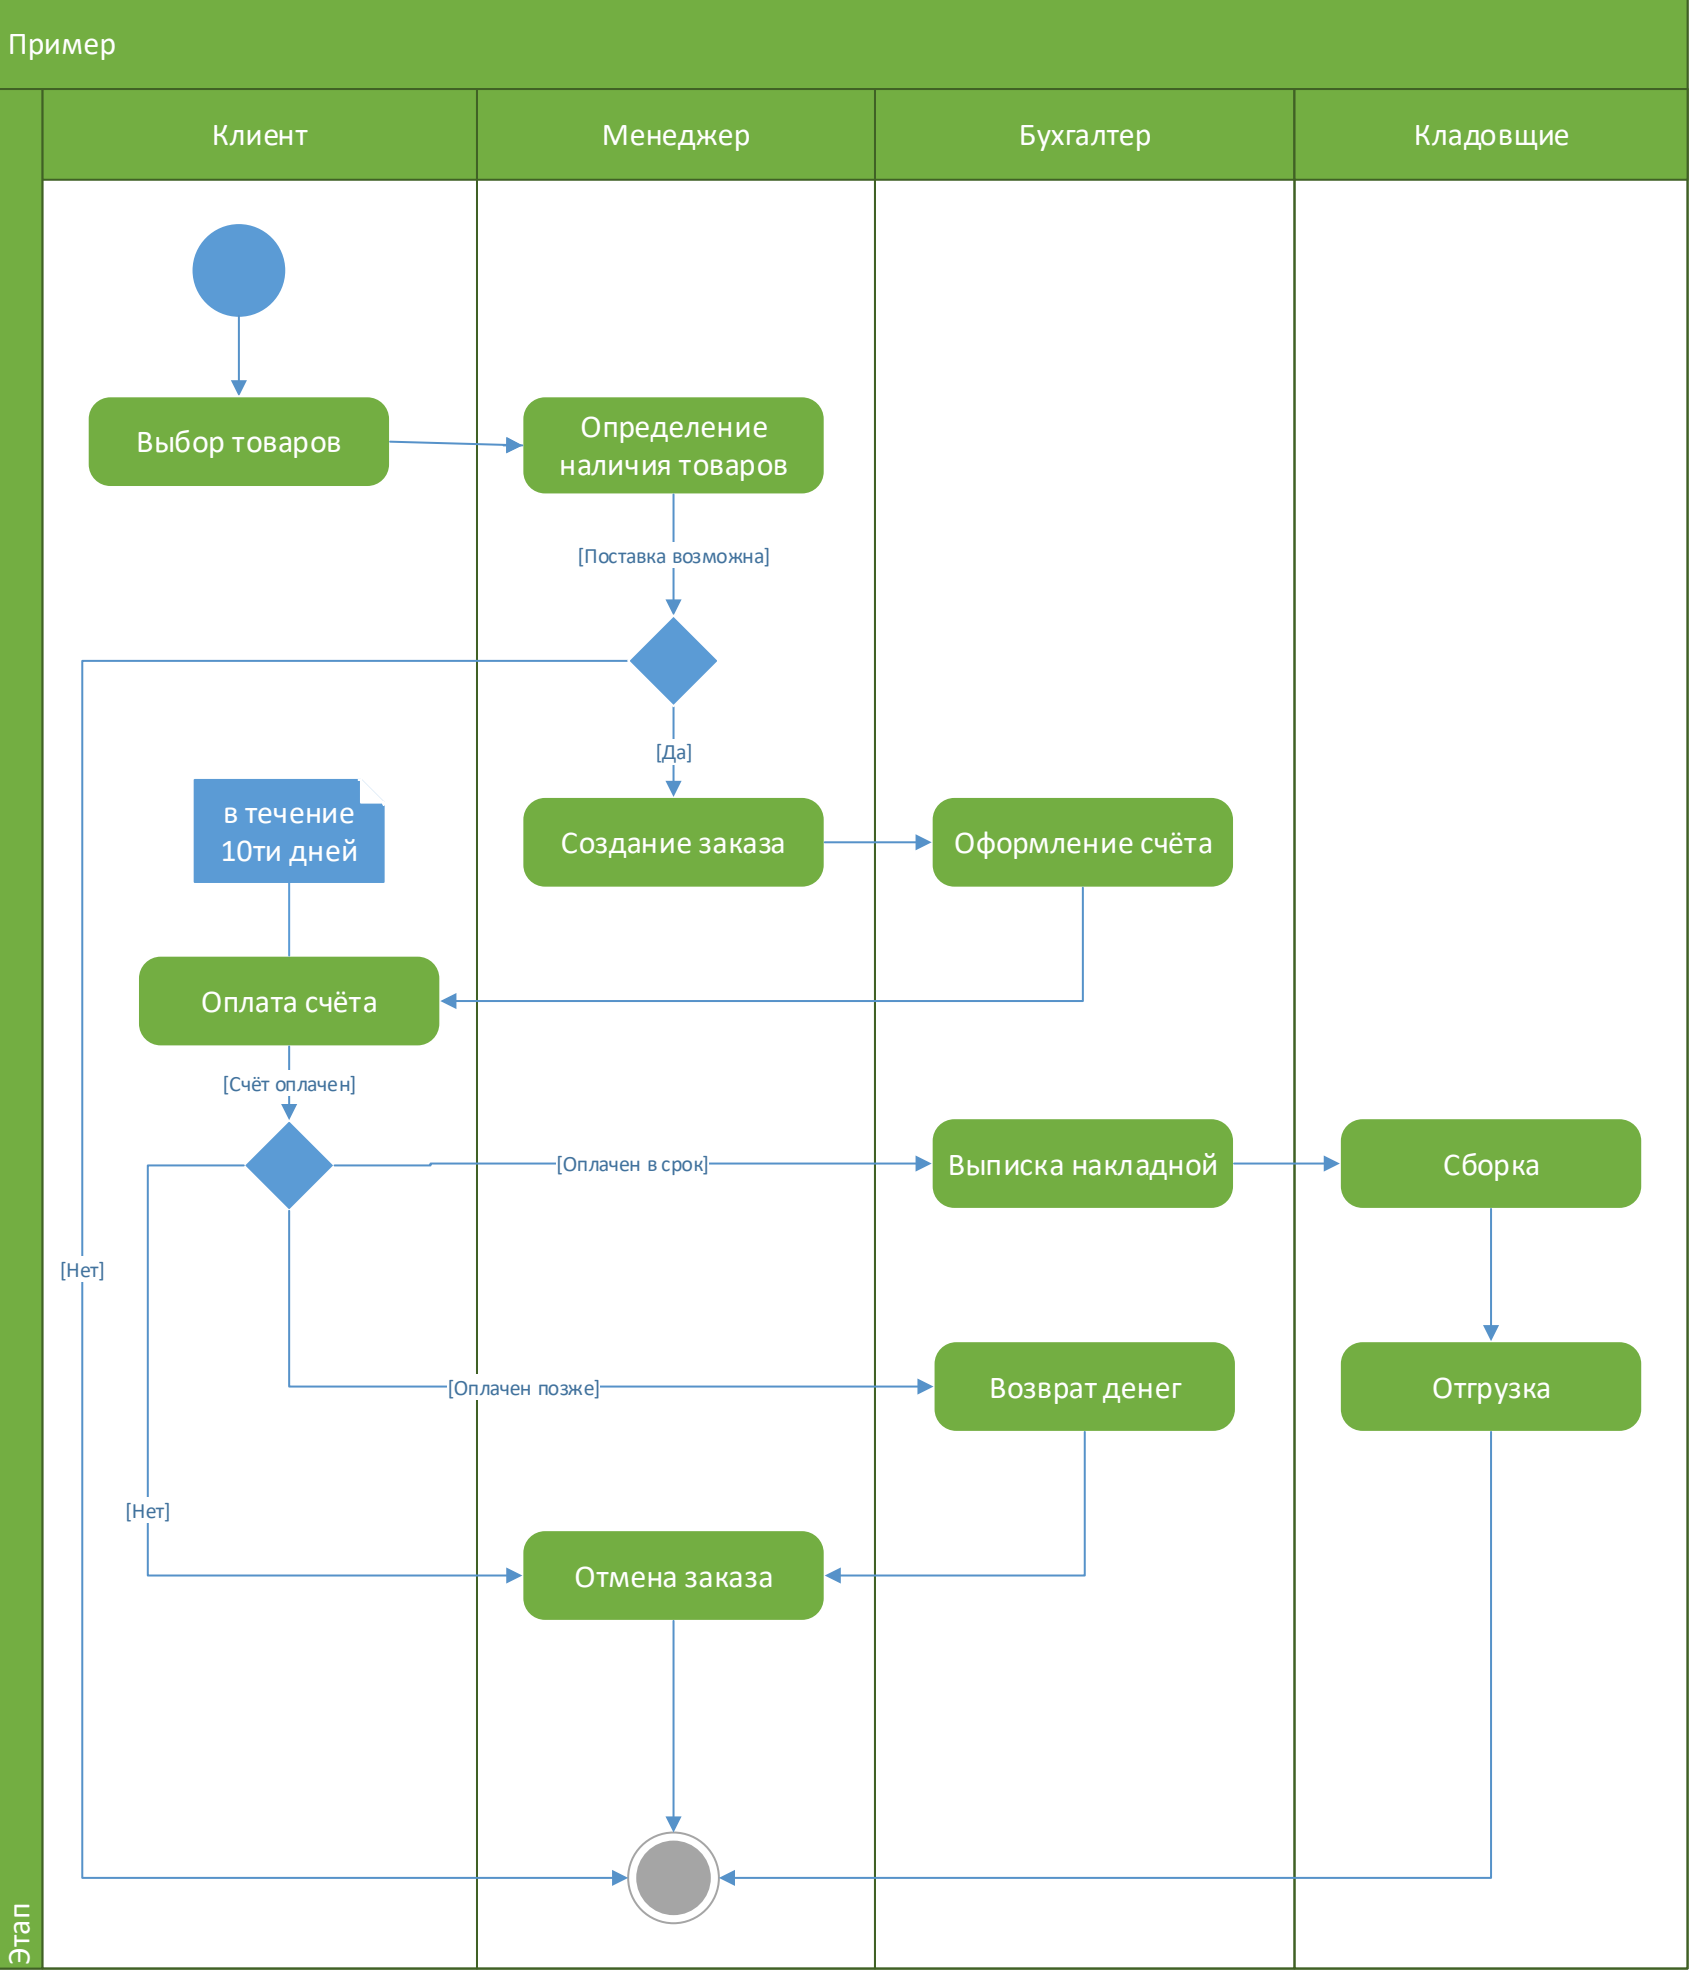 Пример
Клиент
Менеджер
Бухгалтер
Кладовщие
Выбор товаров
Определение
наличия товаров
[Поставка возможна]
[Да]
в течение
10ти дней
Создание заказа
Оформление счёта
Оплата счёта
[Счёт оплачен]
[Оплачен в срок]
Выписка накладной
Сборка
[Нет]
[Оплачен позже]
Возврат денег
Отгрузка
[Нет]
Отмена заказа
Этап